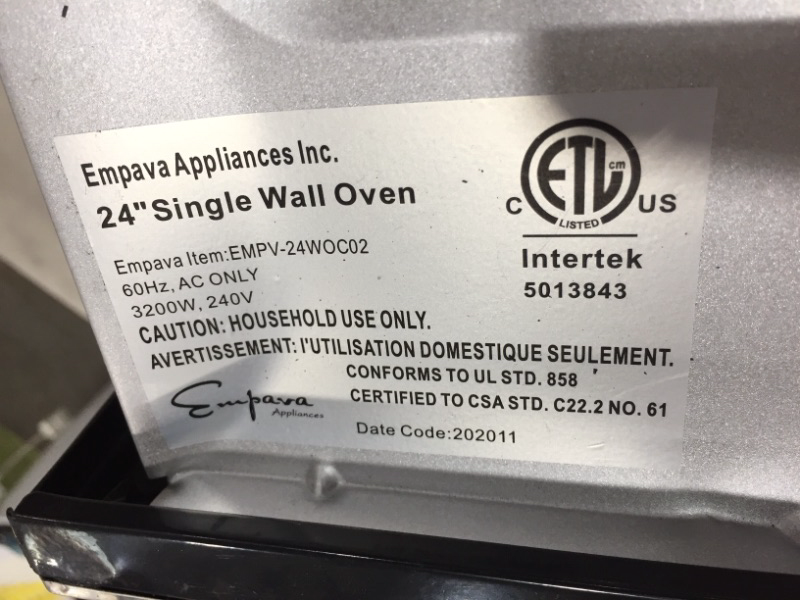 Empava Appliances Inc.
24" Single Wall Oven
Empava Item:EMPV-24WOC02
60Hz, AC ONLY
3200W, 240V
CAUTION: HOUSEHOLD USE ONLY.
AVERTISSEMENT: I'UTILISATION DOMESTIQUE SEULEMENT.
CONFORMS TO UL STD. 858
CERTIFIED TO CSA STD. C22.2 NO. 61
Empava
Appliances
Date Code:202011
ETL cm
C US
LISTED
Intertek
5013843